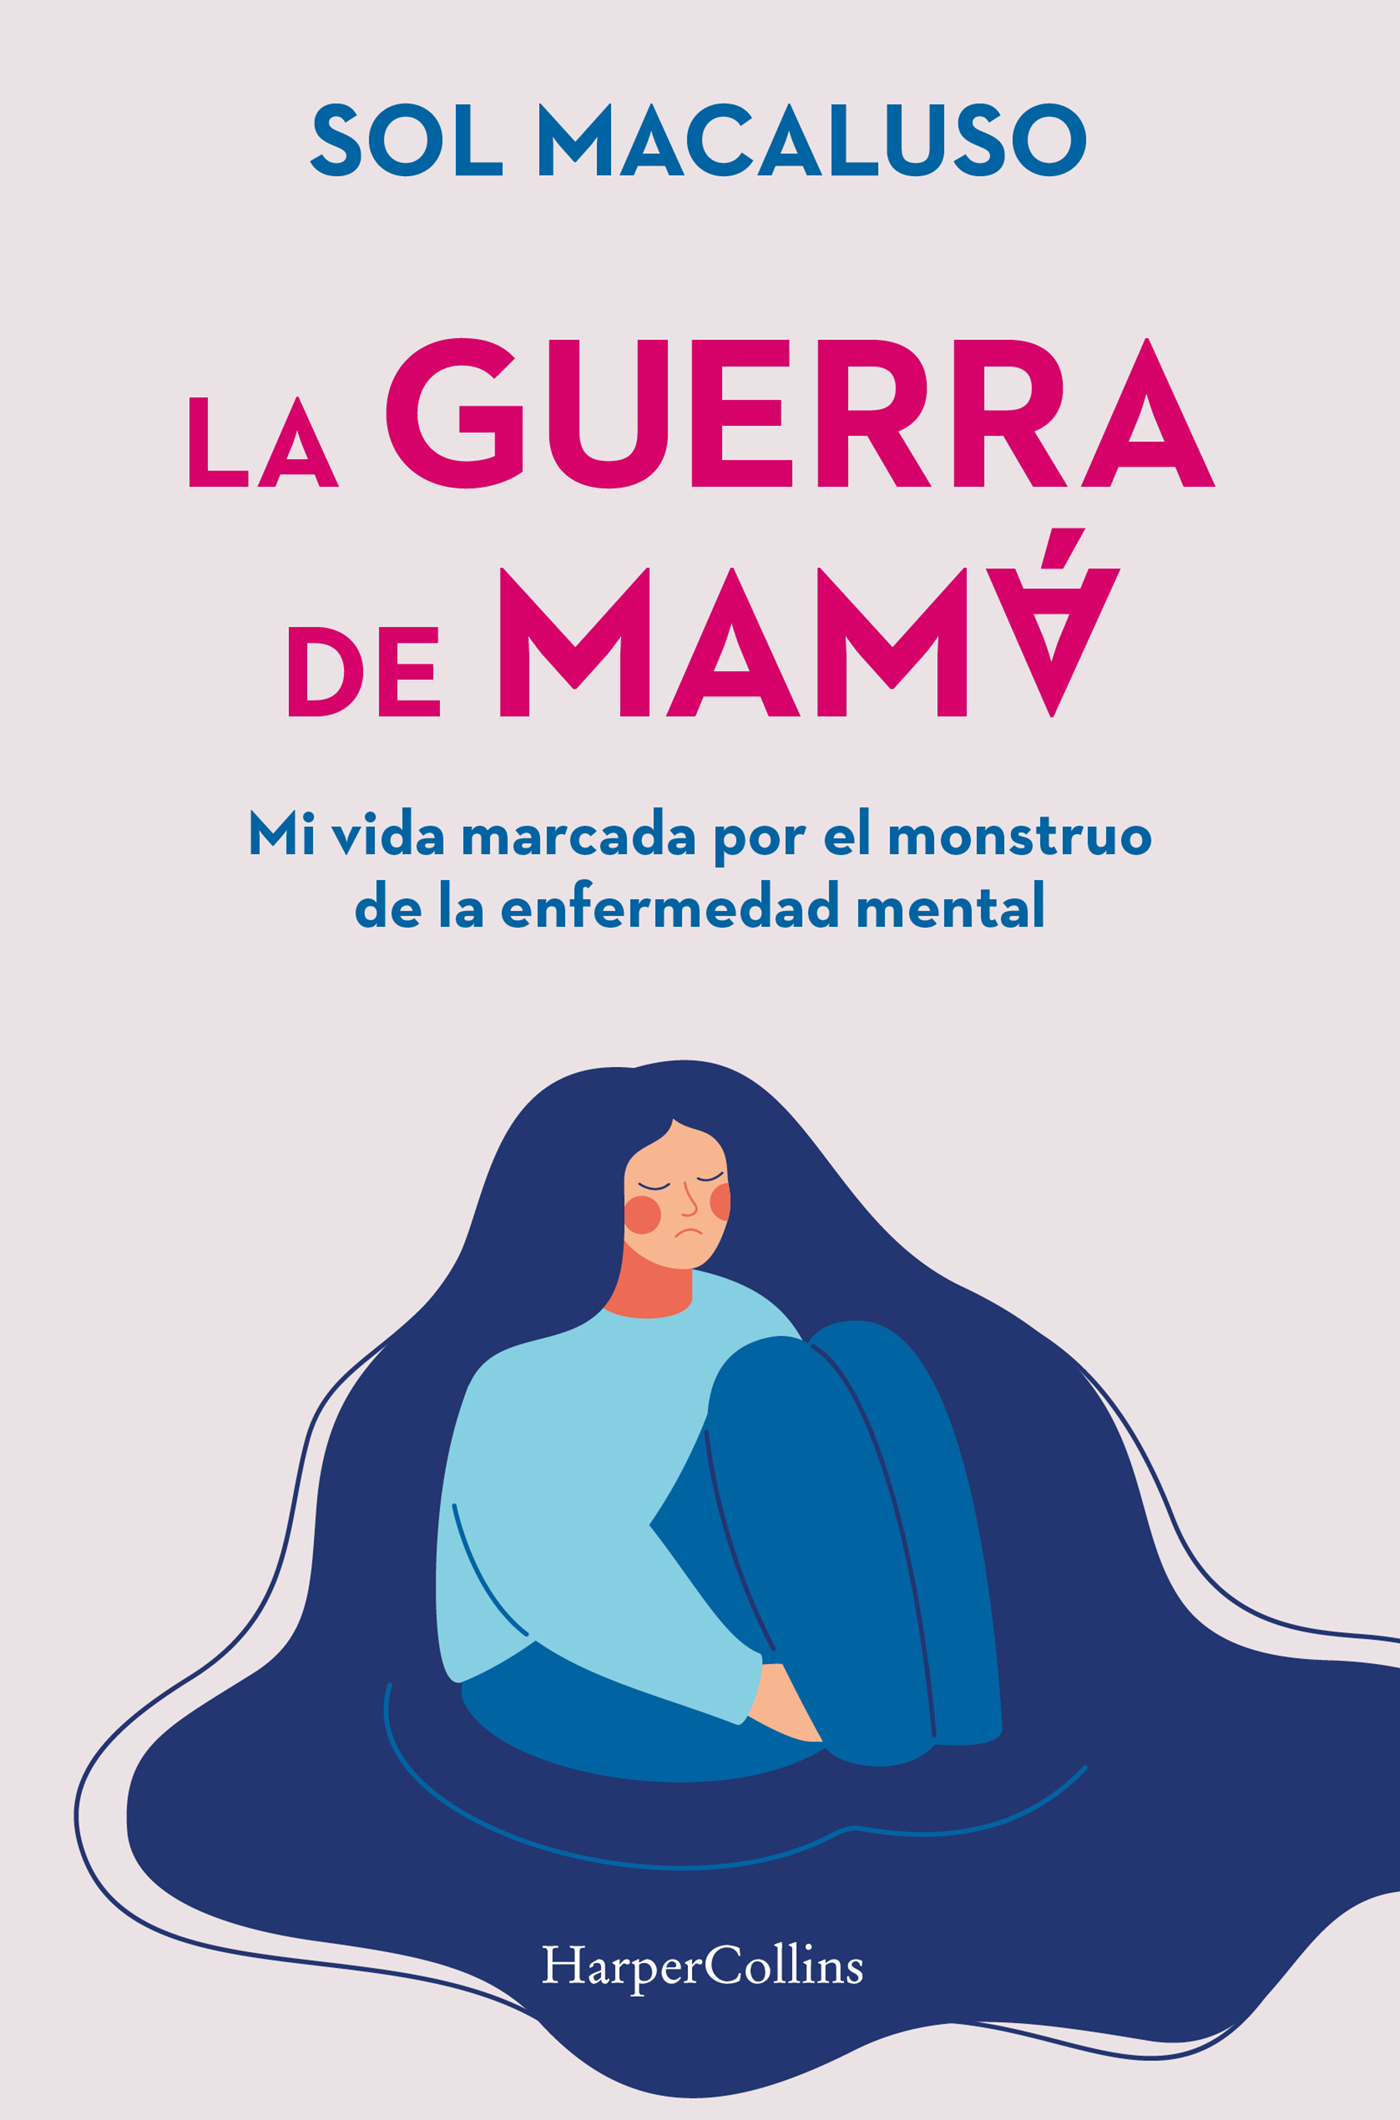 SOL MACALUSO
LA GUERRA
DE MAMÁ
Mi vida marcada por el monstruo
de la enfermedad mental
HarperCollins